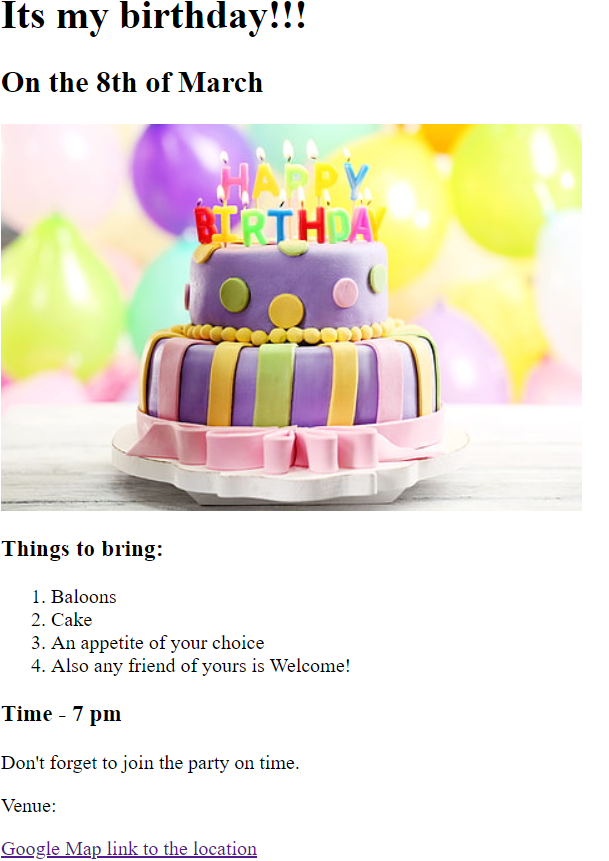 Its my birthday!!!
On the 8th of March
HAPPY
BIRTHDAY
Things to bring:
1. Baloons
2. Cake
3. An appetite of your choice
4. Also any friend of yours is Welcome!
Time - 7 pm
Don't forget to join the party on time.
Venue:
Google Map link to the location